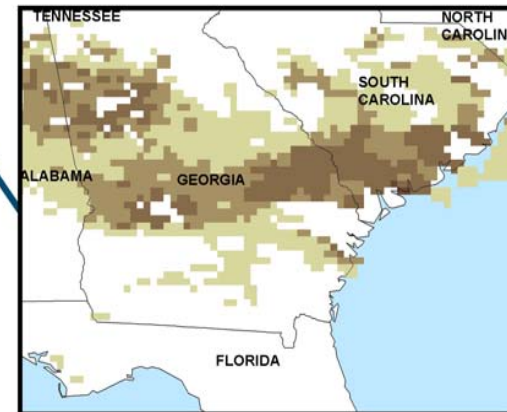 TENNESSEE
NORTH
CAROLIN
SOUTH
CAROLINA
ALABAMA
GEORGIA
FLORIDA